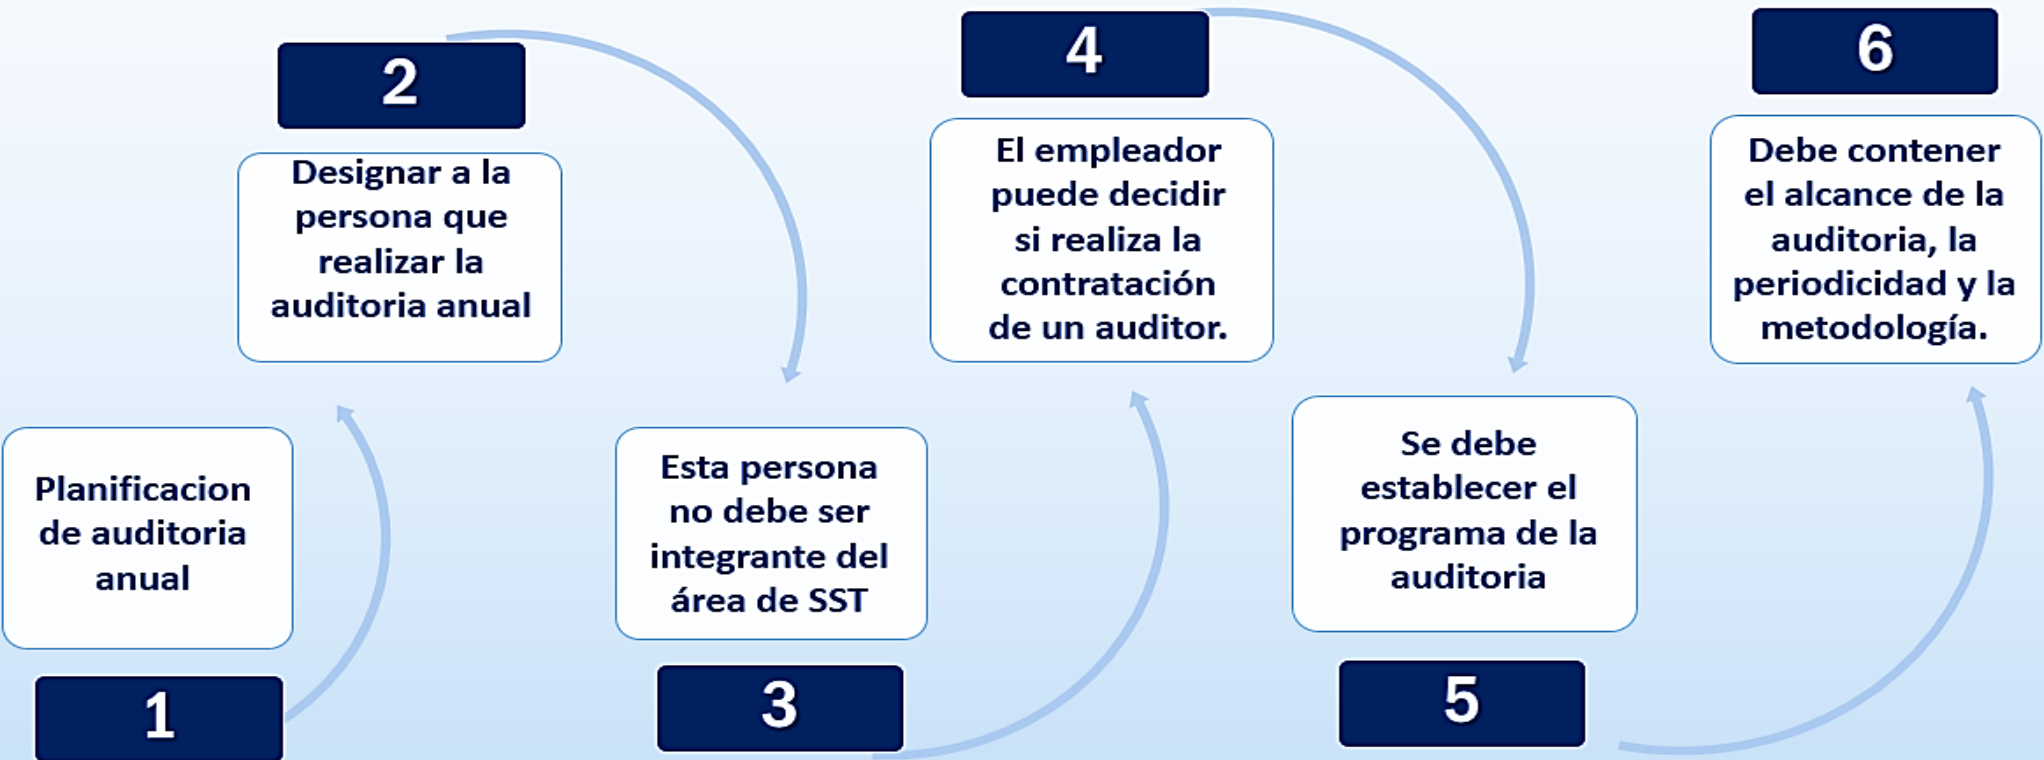 1
Planificacion
de auditoria
anual
2
Designar a la
persona que
realizar la
auditoria anual
3
Esta persona
no debe ser
integrante del
área de SST
4
El empleador
puede decidir
si realiza la
contratación
de un auditor.
5
Se debe
establecer el
programa de la
auditoria
6
Debe contener
el alcance de la
auditoria, la
periodicidad y la
metodología.